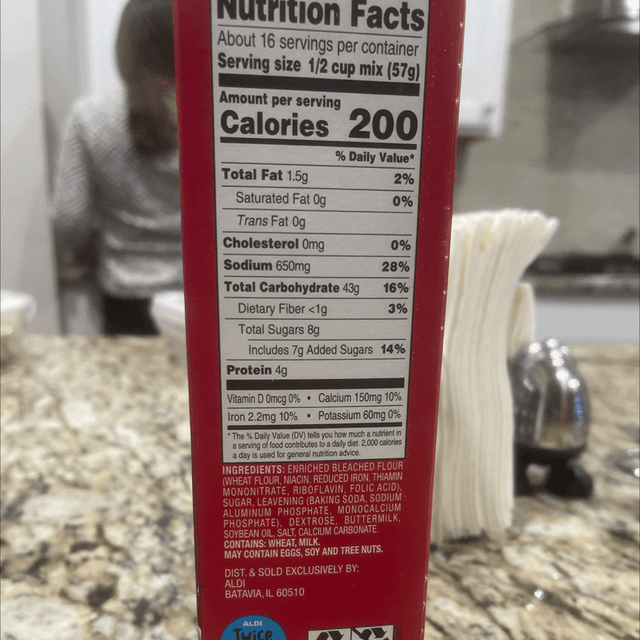 Nutrition Facts
About 16 servings per container
Serving size 1/2 cup mix (57g)
Amount per serving
Calories 200
% Daily Value*
Total Fat 1.5g 2%
Saturated Fat 0g 0%
Trans Fat 0g
Cholesterol 0mg 0%
Sodium 650mg 28%
Total Carbohydrate 43g 16%
Dietary Fiber <1g 3%
Total Sugars 8g
Includes 7g Added Sugars 14%
Protein 4g
Vitamin D 0mcg 0% • Calcium 150mg 10%
Iron 2.2mg 10% • Potassium 60mg 0%
* The % Daily Value (DV) tells you how much a nutrient in
a serving of food contributes to a daily diet. 2,000 calories
a day is used for general nutrition advice.
INGREDIENTS: ENRICHED BLEACHED FLOUR
(WHEAT FLOUR, NIACIN, REDUCED IRON, THIAMIN
MONONITRATE, RIBOFLAVIN, FOLIC ACID),
SUGAR, LEAVENING (BAKING SODA, SODIUM
ALUMINUM PHOSPHATE, MONOCALCIUM
PHOSPHATE), DEXTROSE, BUTTERMILK,
SOYBEAN OIL, SALT, CALCIUM CARBONATE.
CONTAINS: WHEAT, MILK.
MAY CONTAIN EGGS, SOY AND TREE NUTS.
DIST. & SOLD EXCLUSIVELY BY:
ALDI
BATAVIA, IL 60510
ALDI
Twice